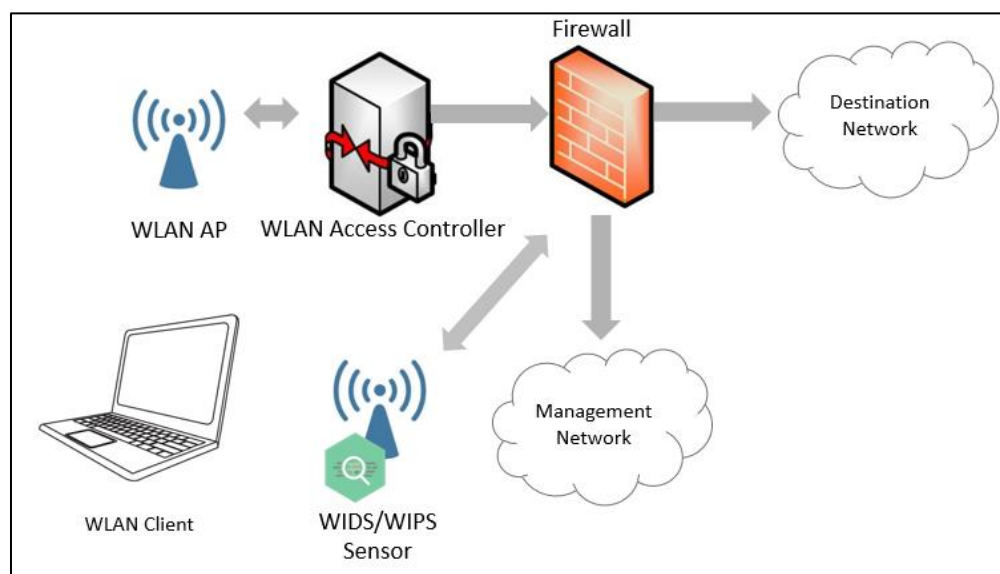 Firewall
Destination
Network
WLAN AP
WLAN Access Controller
Management
Network
WLAN Client
WIDS/WIPS
Sensor